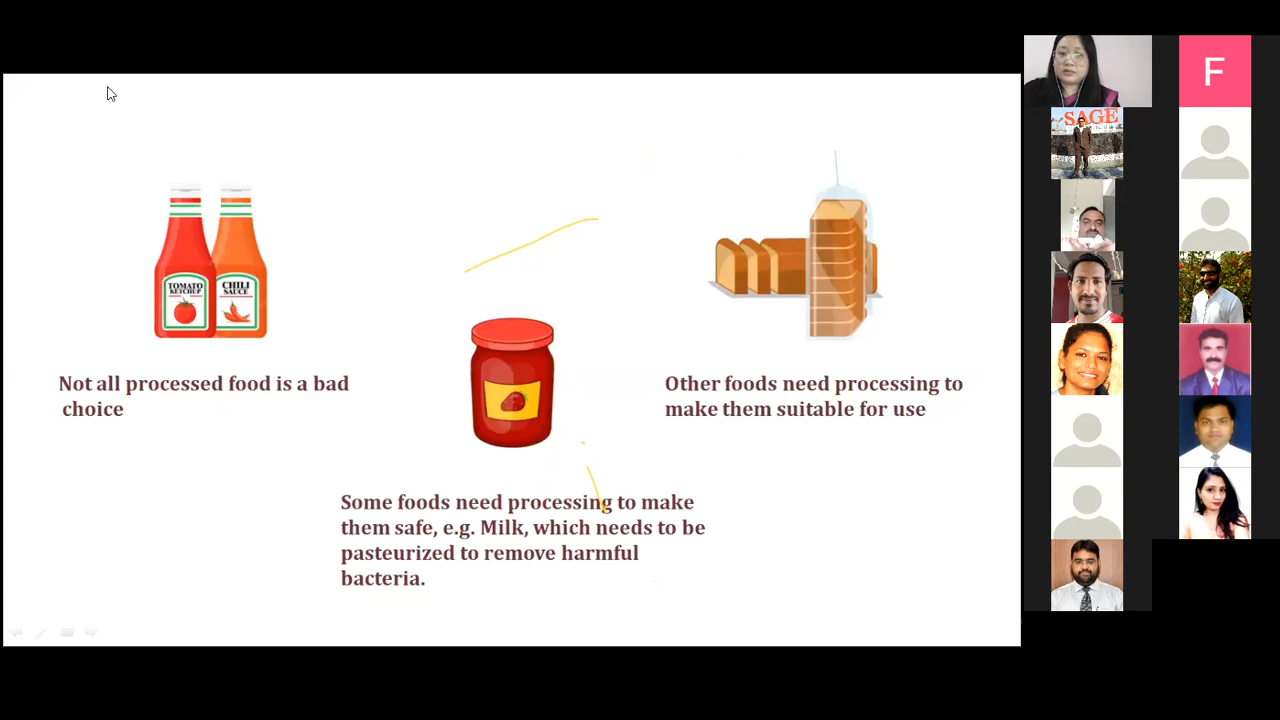 SAGE
F
TOMATO
KETCHUP
CHILI
SAUCE
Not all processed food is a bad
choice
Other foods need processing to
make them suitable for use
Some foods need processing to make
them safe, e.g. Milk, which needs to be
pasteurized to remove harmful
bacteria.